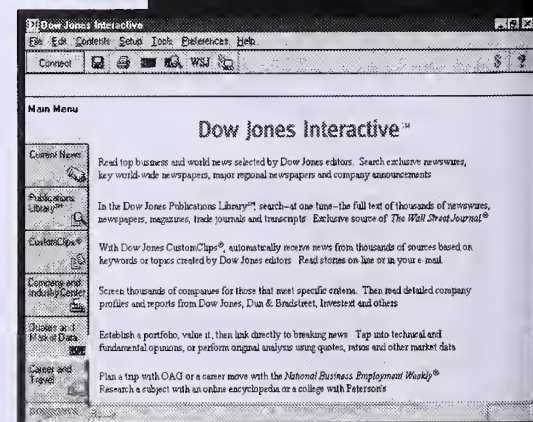 Dow Jones Interactive
File Edit Contents Setup Tools Preferences Help
Connect WSJ $ ?
Main Menu
Dow Jones Interactive℠
Current News
Read top business and world news selected by Dow Jones editors. Search exclusive newswires,
key world-wide newspapers, major regional newspapers and company announcements
Publications
Library℠
In the Dow Jones Publications Library℠, search–at one time–the full text of thousands of newswires,
newspapers, magazines, trade journals and transcripts Exclusive source of The Wall Street Journal®
CustomClips®
With Dow Jones CustomClips®, automatically receive news from thousands of sources based on
keywords or topics created by Dow Jones editors Read stories on-line or in your e-mail.
Company and
Industry Center
Screen thousands of companies for those that meet specific criteria. Then read detailed company
profiles and reports from Dow Jones, Dun & Bradstreet, Investext and others
Quotes and
Market Data
Establish a portfolio, value it, then link directly to breaking news Tap into technical and
fundamental opinions, or perform original analysis using quotes, ratios and other market data
Career and
Travel
Plan a trip with OAG or a career move with the National Business Employment Weekly®
Research a subject with an online encyclopedia or a college with Peterson's